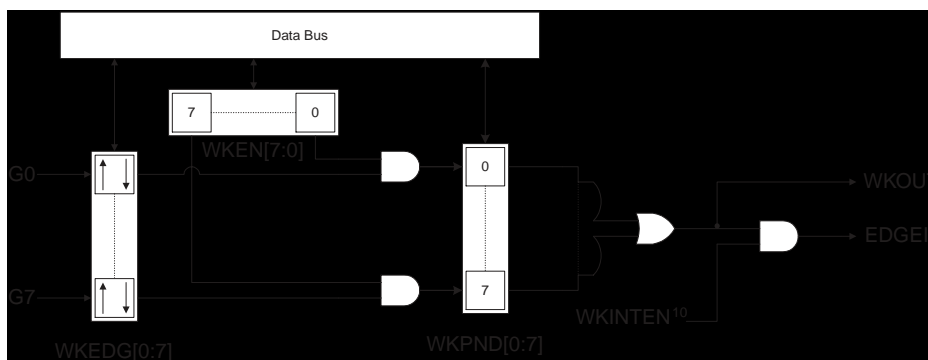 Data Bus
7 0
WKEN[7:0]
G0
0
WKOUT
EDGEI
7
G7
WKINTEN10
WKEDG[0:7]
WKPND[0:7]